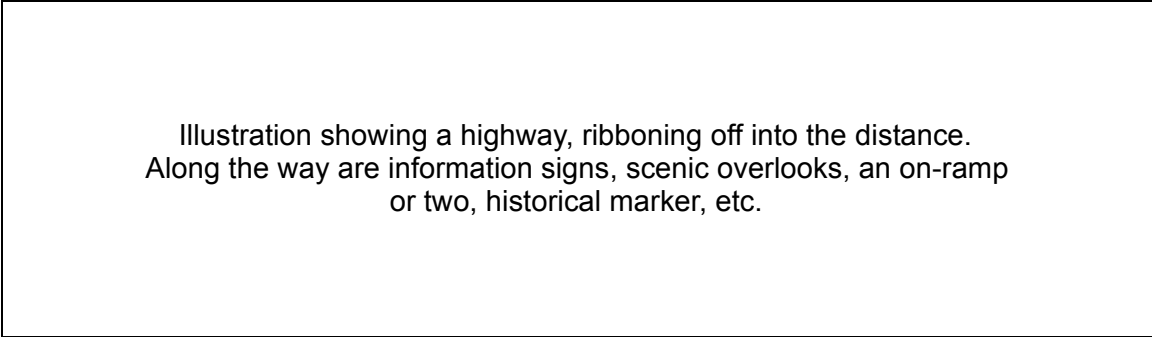 Illustration showing a highway, ribboning off into the distance.
Along the way are information signs, scenic overlooks, an on-ramp
or two, historical marker, etc.